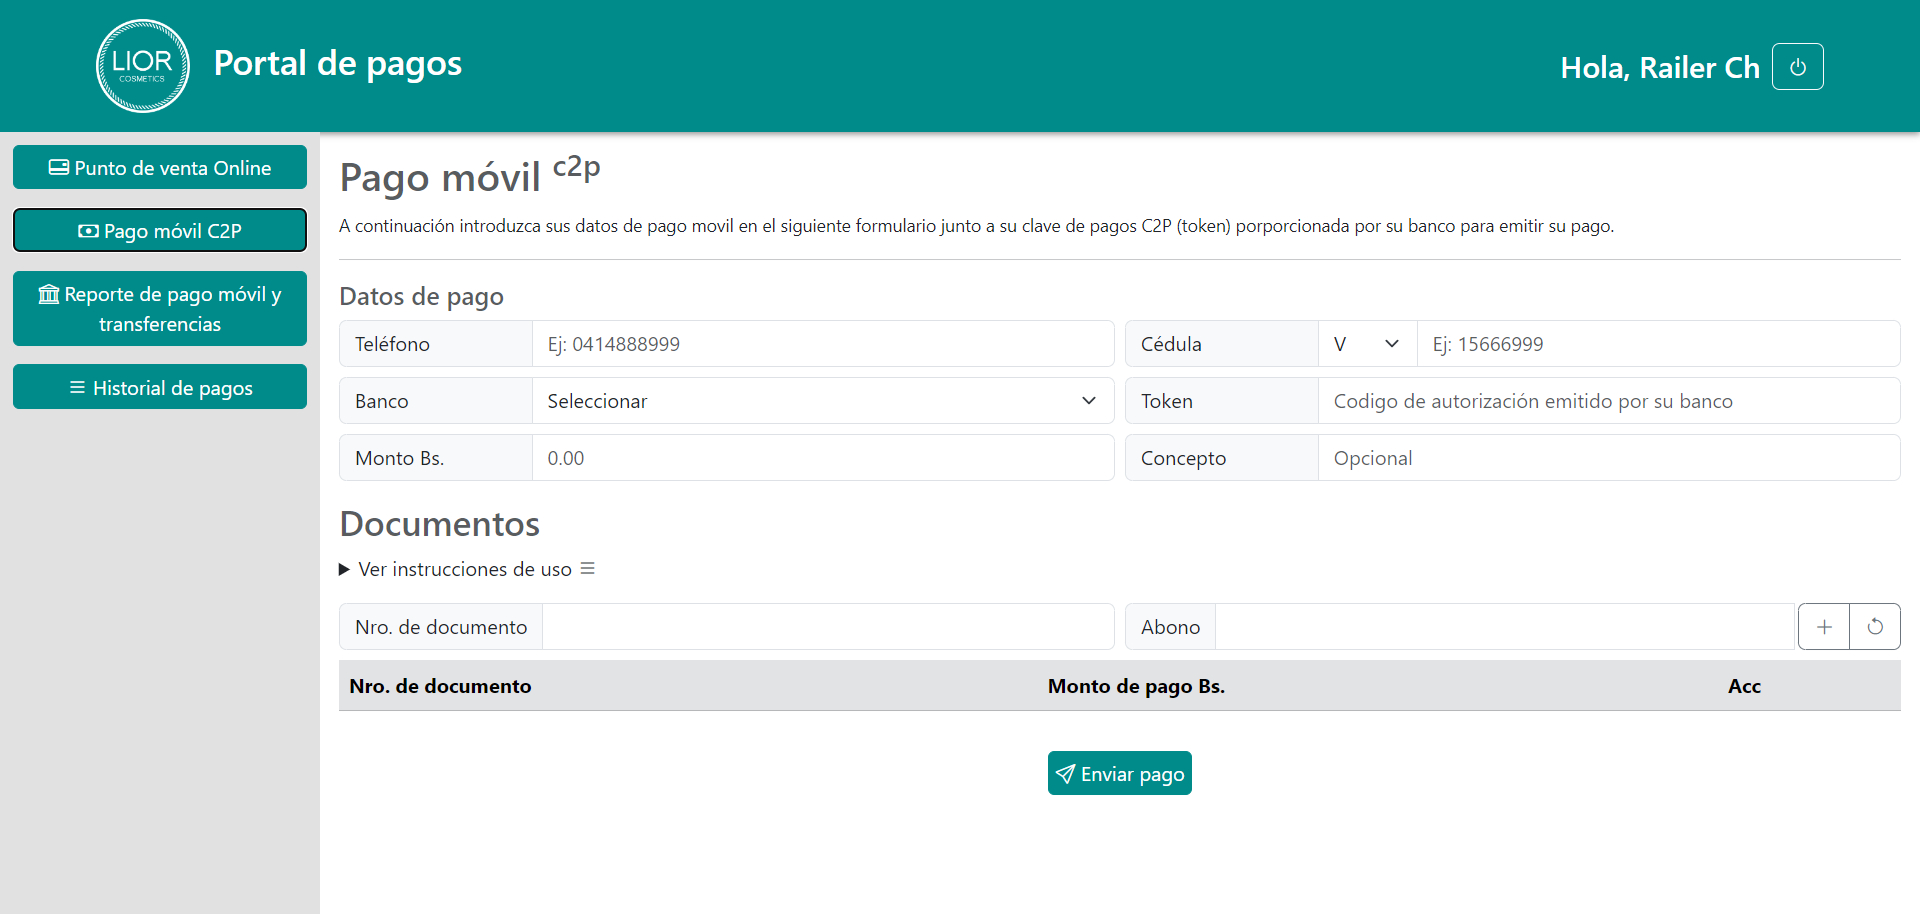 LIOR
COSMETICS
Portal de pagos
Hola, Railer Ch
Punto de venta Online
Pago móvil C2P
Reporte de pago móvil y
transferencias
Historial de pagos
Pago móvil c2p
A continuación introduzca sus datos de pago movil en el siguiente formulario junto a su clave de pagos C2P (token) porporcionada por su banco para emitir su pago.
Datos de pago
Teléfono Ej: 0414888999 Cédula V Ej: 15666999
Banco Seleccionar Token Codigo de autorización emitido por su banco
Monto Bs. 0.00 Concepto Opcional
Documentos
Ver instrucciones de uso
Nro. de documento Abono
Nro. de documento Monto de pago Bs. Acc
Enviar pago